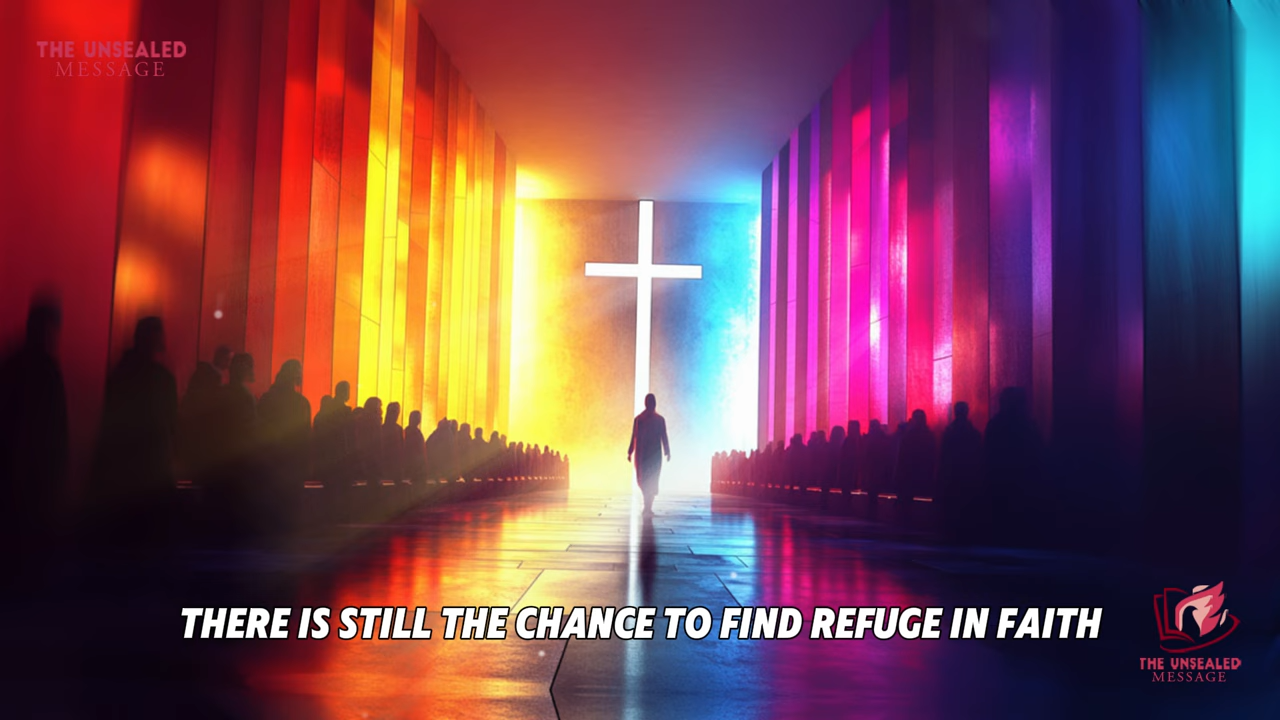 THE UNSEALED
MESSAGE
THERE IS STILL THE CHANCE TO FIND REFUGE IN FAITH
THE UNSEALED
MESSAGE